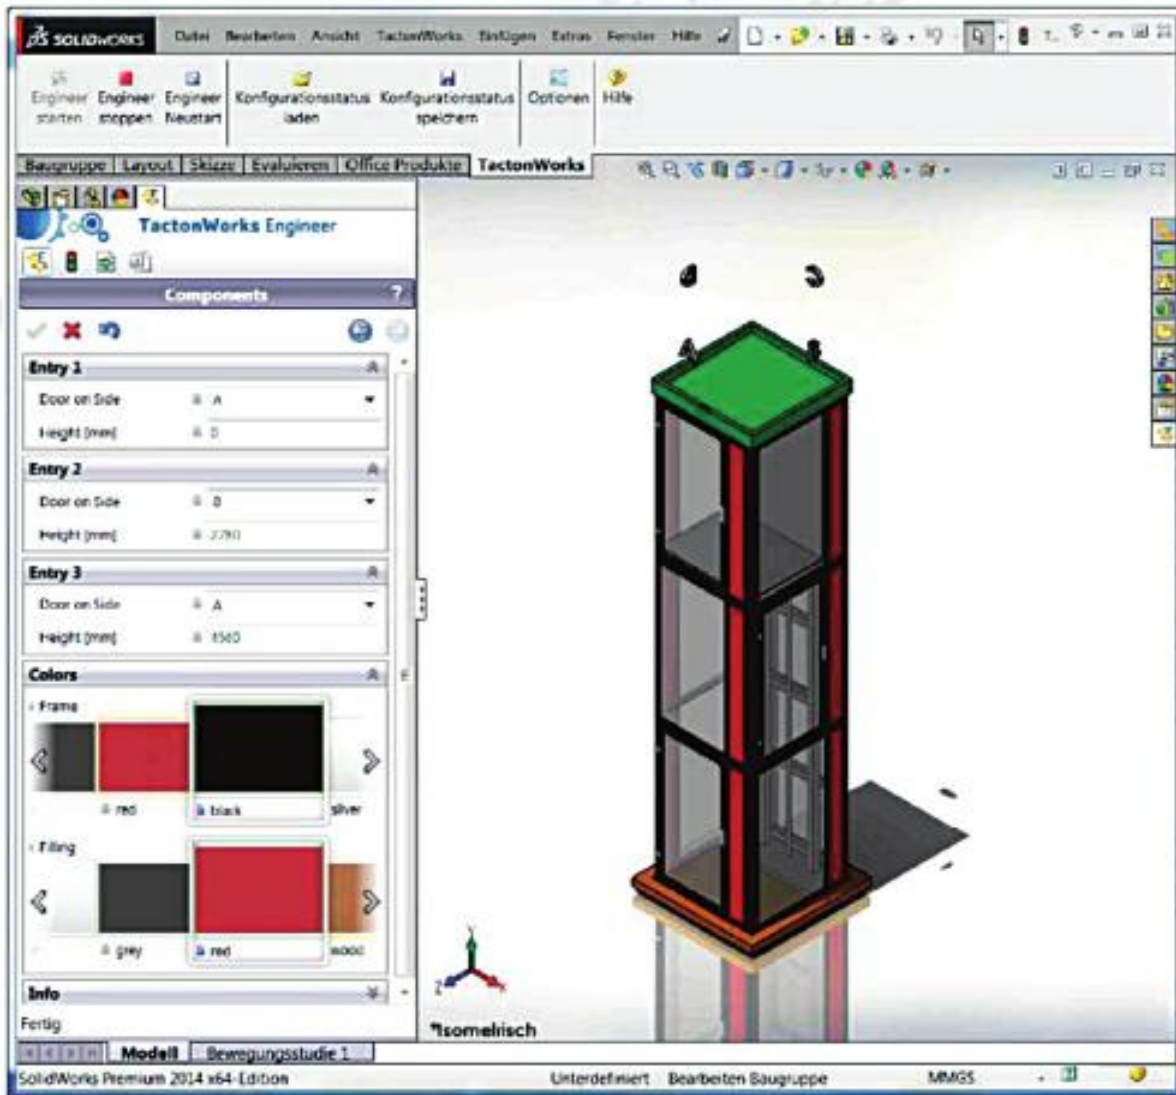 SOLIDWORKS Datei Bearbeiten Ansicht TactonWorks Einfügen Extras Fenster Hilfe
Engineer starten
Engineer stoppen
Engineer Neustart
Konfigurationsstatus laden
Konfigurationsstatus speichern
Optionen
Hilfe
Baugruppe Layout Skizze Evaluieren Office Produkte TactonWorks
TactonWorks Engineer
Components ?
Entry 1
Door on Side A
Height [mm] 0
Entry 2
Door on Side
Height [mm]
Entry 3
Door on Side A
Height [mm]
Colors
Frame
red black silver
Filling
grey red wood
Info
Fertig
A B
Y
Z X
*Isometrisch
Modell Bewegungsstudie 1
SolidWorks Premium 2014 x64-Edition Unterdefiniert Bearbeiten Baugruppe MMGS